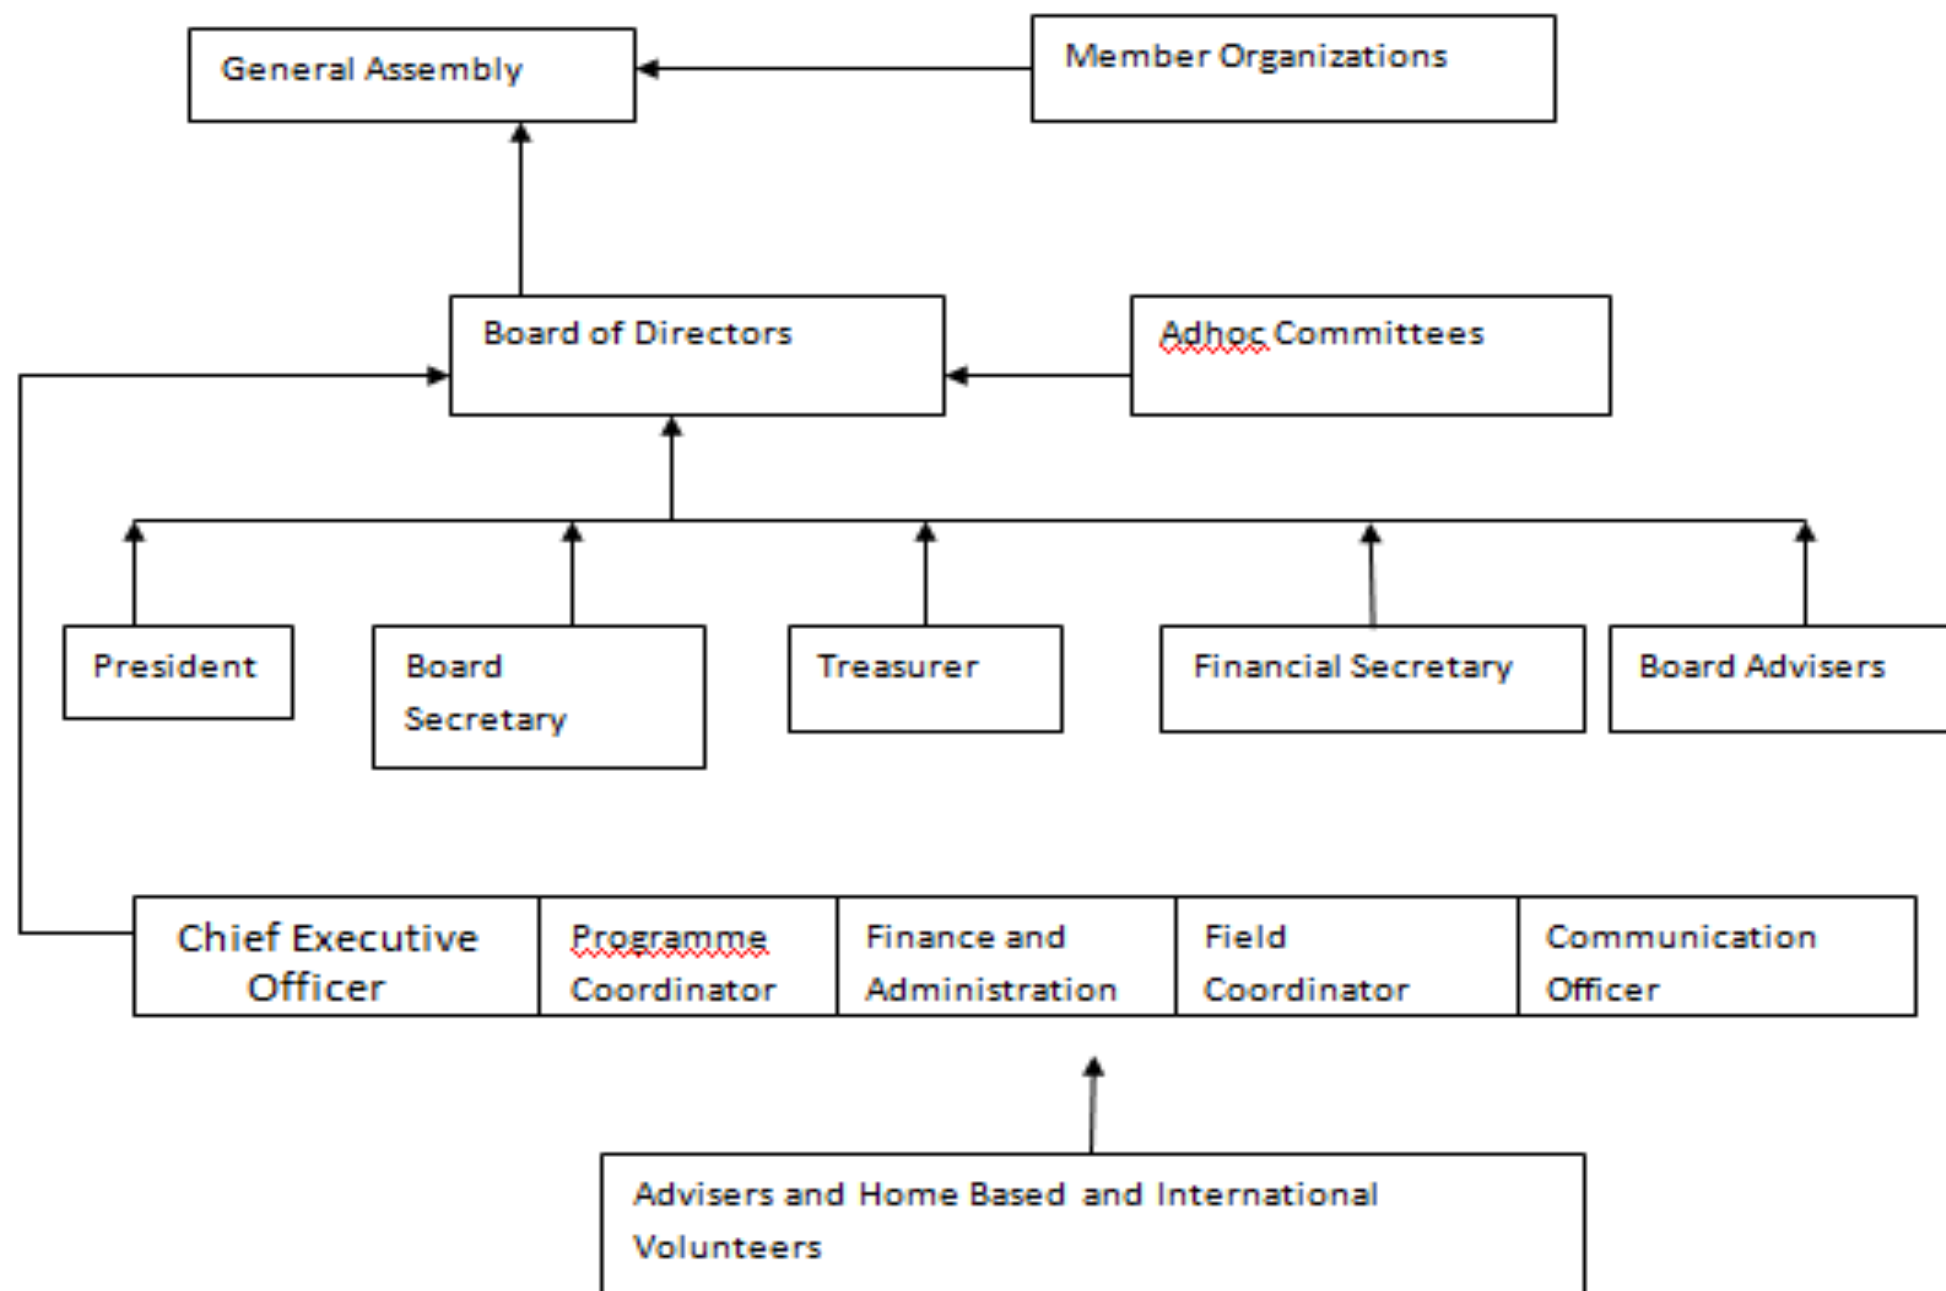 General Assembly
Member Organizations
Board of Directors
Adhoc Committees
President
Board
Secretary
Treasurer
Financial Secretary
Board Advisers
Chief Executive
Officer
Programme
Coordinator
Finance and
Administration
Field
Coordinator
Communication
Officer
Advisers and Home Based and International
Volunteers